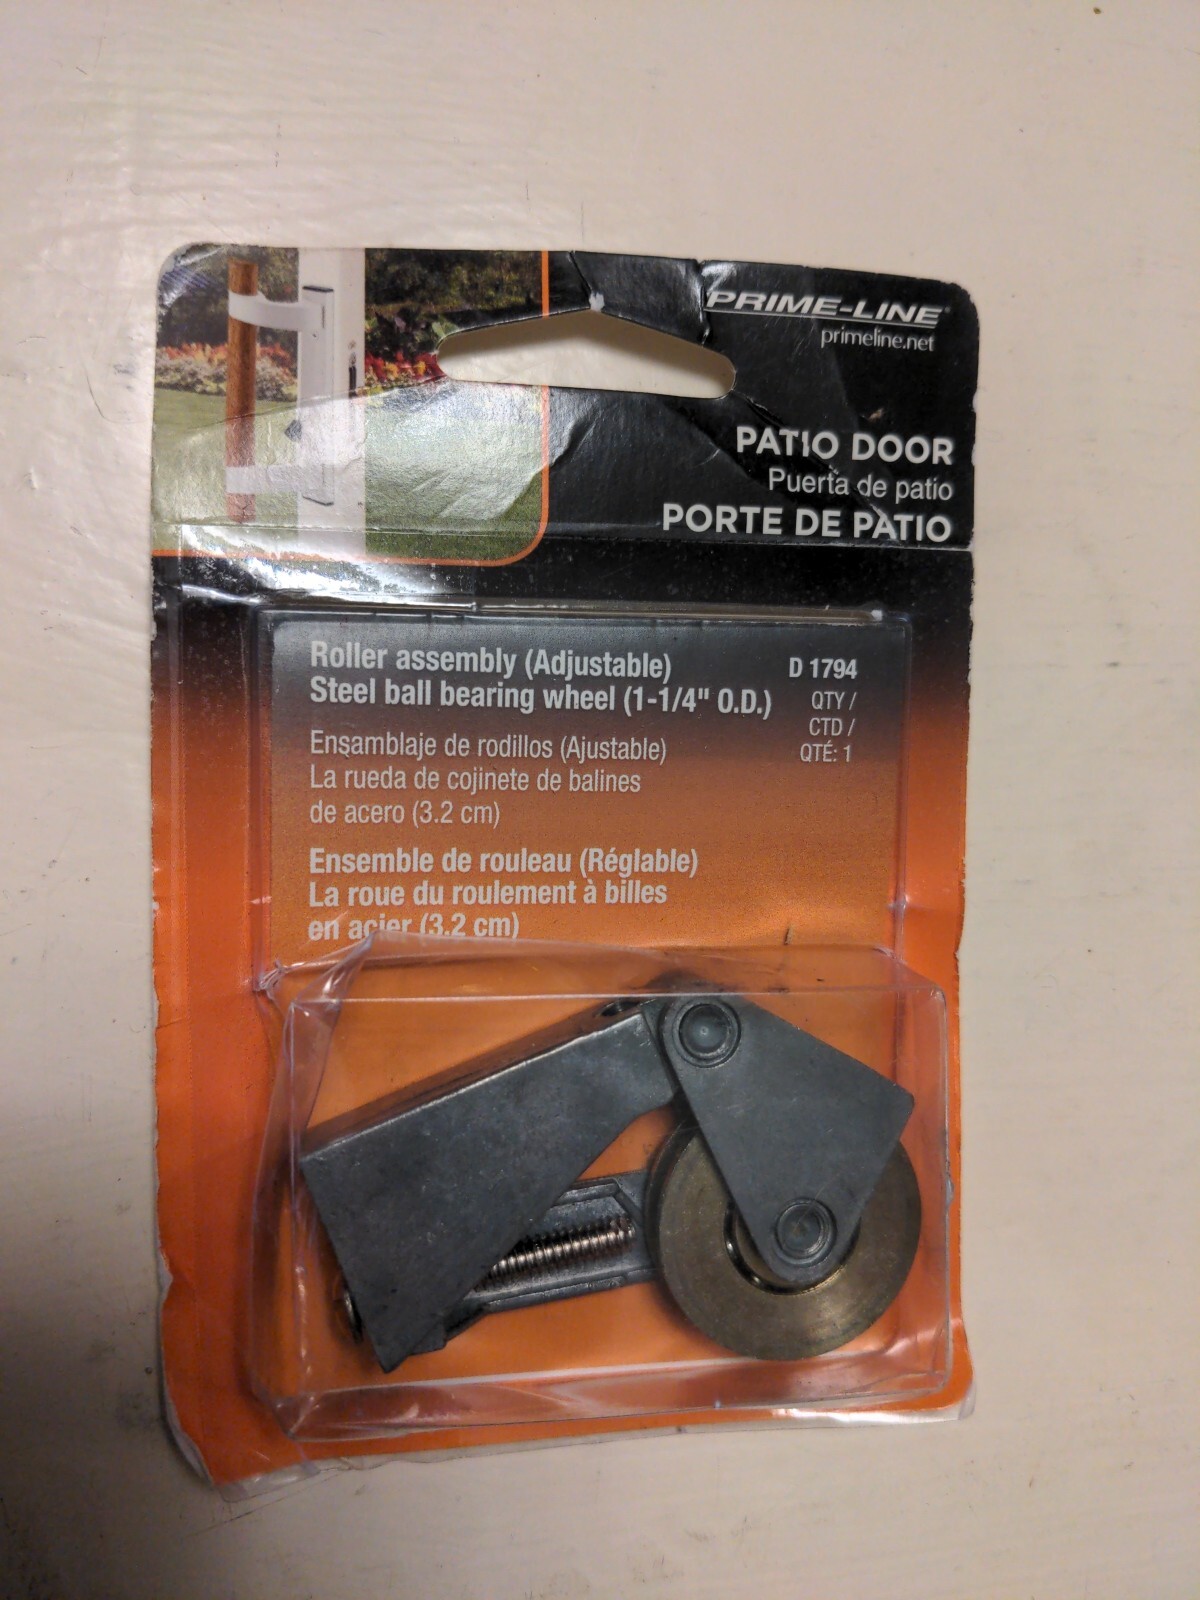 PRIME-LINE®
primeline.net
PATIO DOOR
Puerta de patio
PORTE DE PATIO
Roller assembly (Adjustable)
Steel ball bearing wheel (1-1/4" O.D.)
D 1794
QTY /
CTD /
QTÉ: 1
Ensamblaje de rodillos (Ajustable)
La rueda de cojinete de balines
de acero (3.2 cm)
Ensemble de rouleau (Réglable)
La roue du roulement à billes
en acier (3.2 cm)